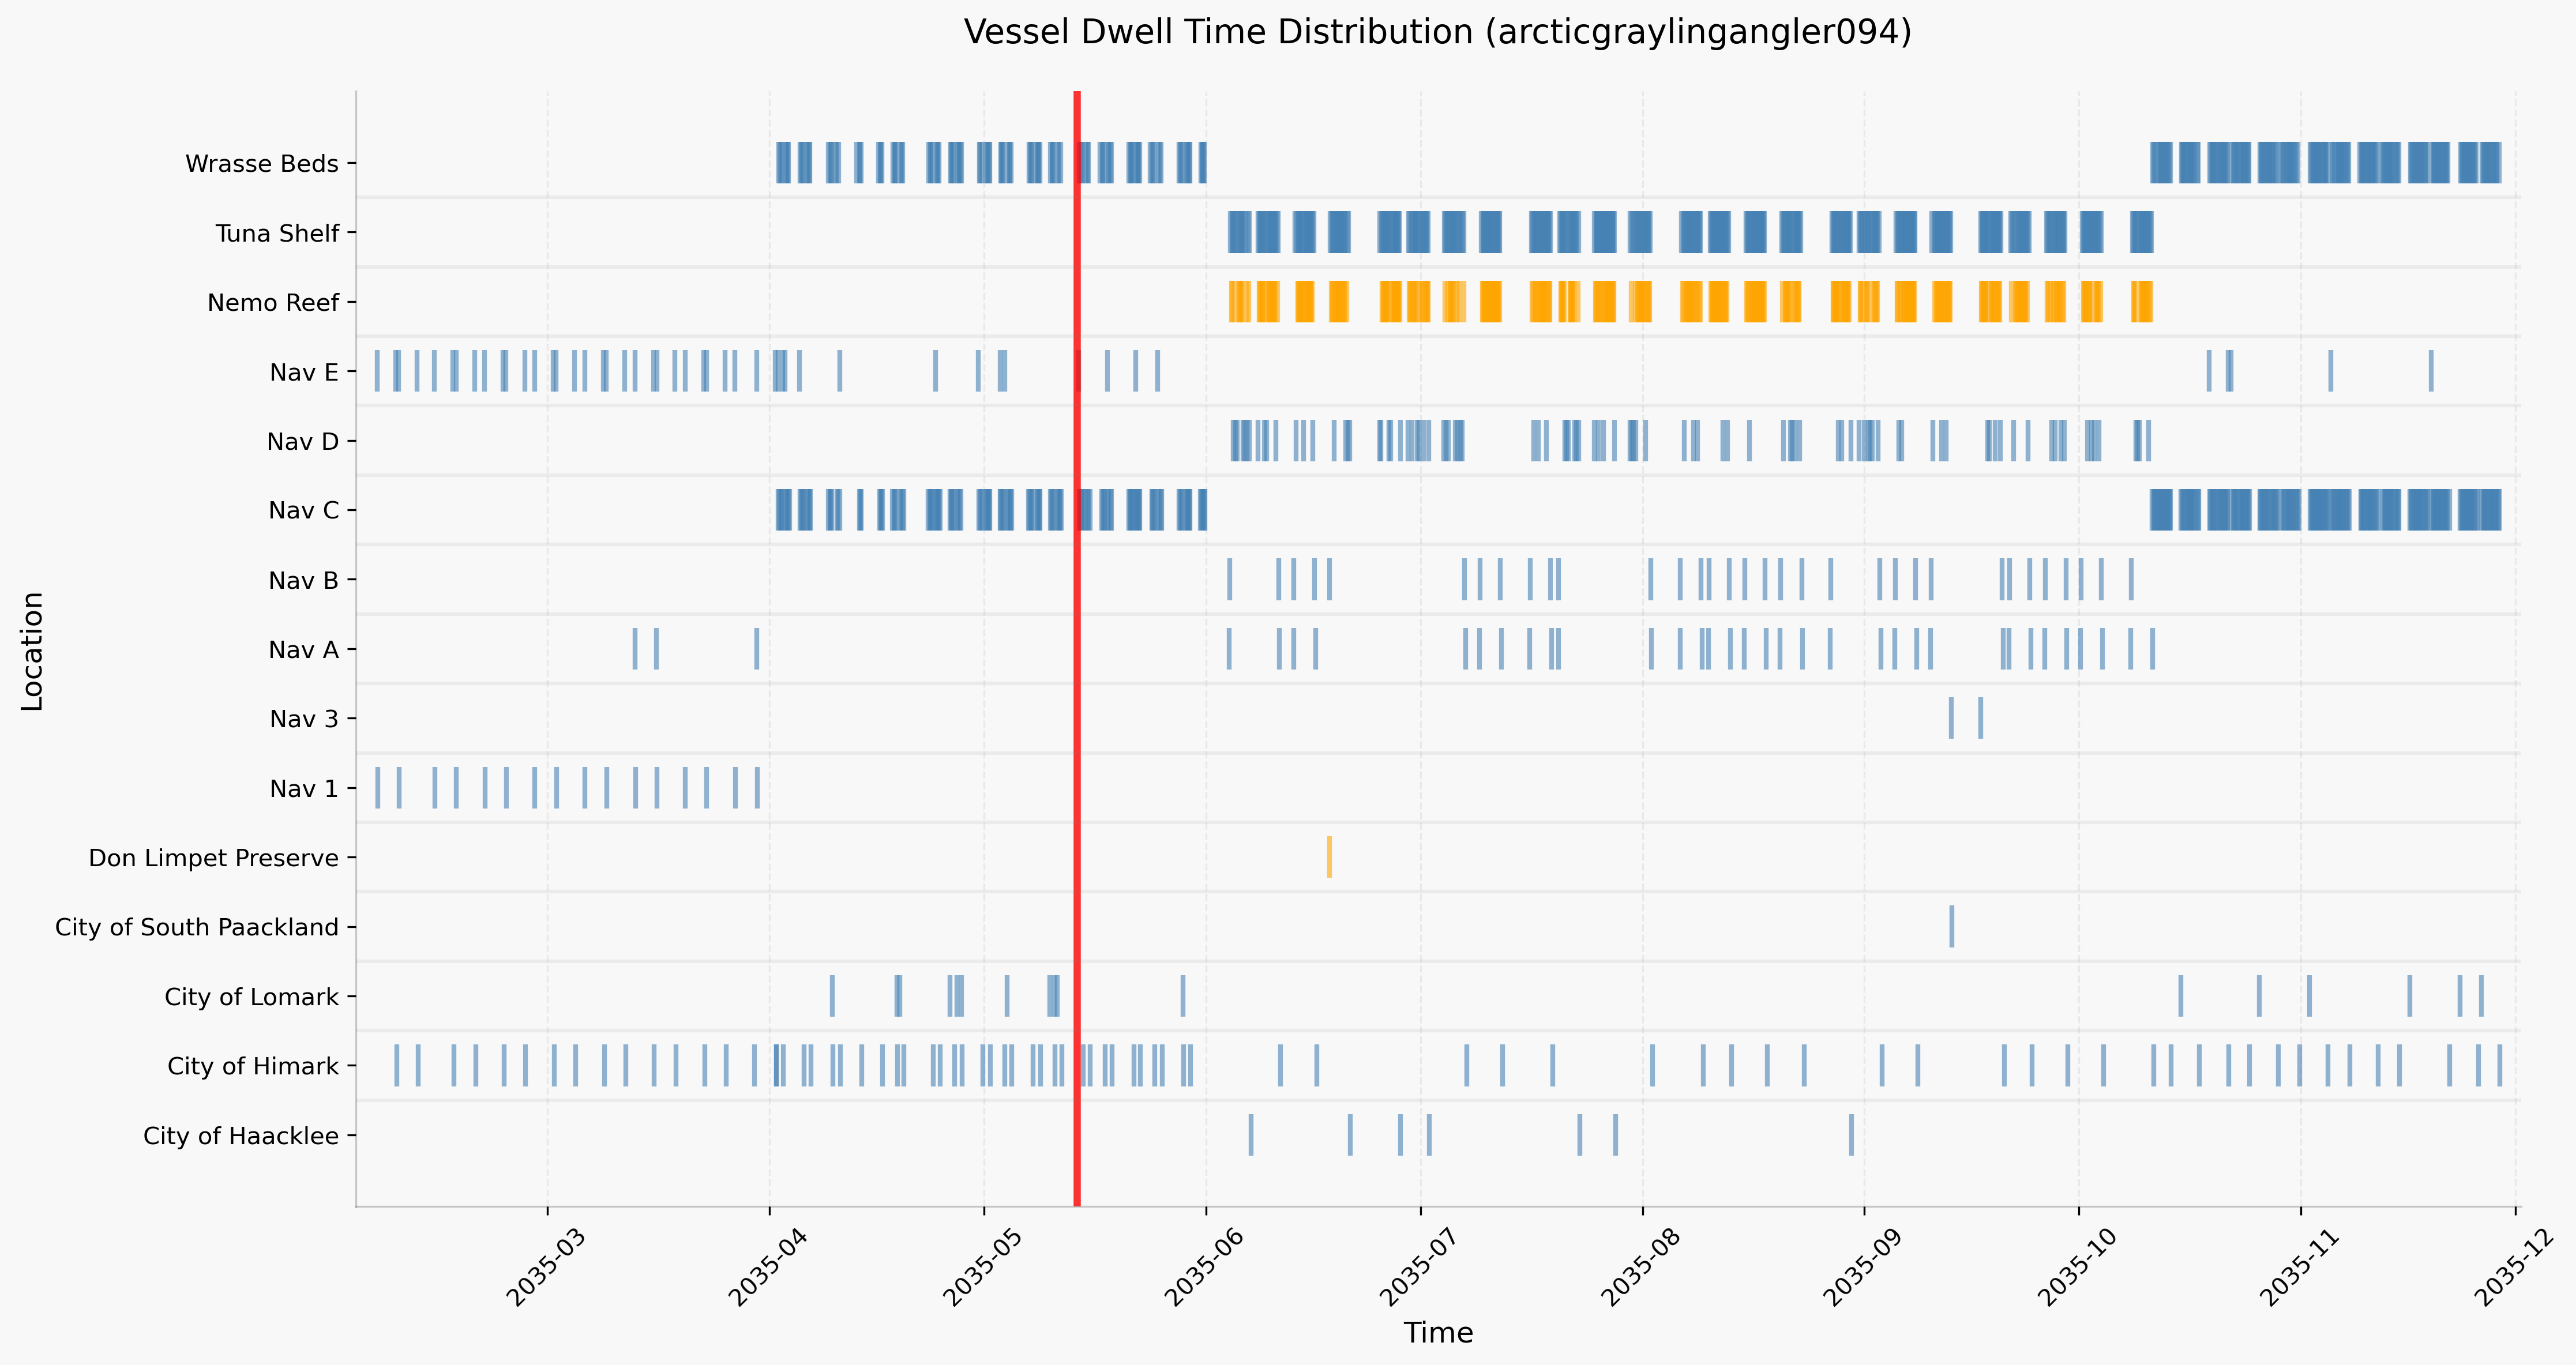 Vessel Dwell Time Distribution (arcticgraylingangler094)
Location
Wrasse Beds
Tuna Shelf
Nemo Reef
Nav E
Nav D
Nav C
Nav B
Nav A
Nav 3
Nav 1
Don Limpet Preserve
City of South Paackland
City of Lomark
City of Himark
City of Haacklee
2035-03
2035-04
2035-05
2035-06
2035-07
2035-08
2035-09
2035-10
2035-11
2035-12
Time